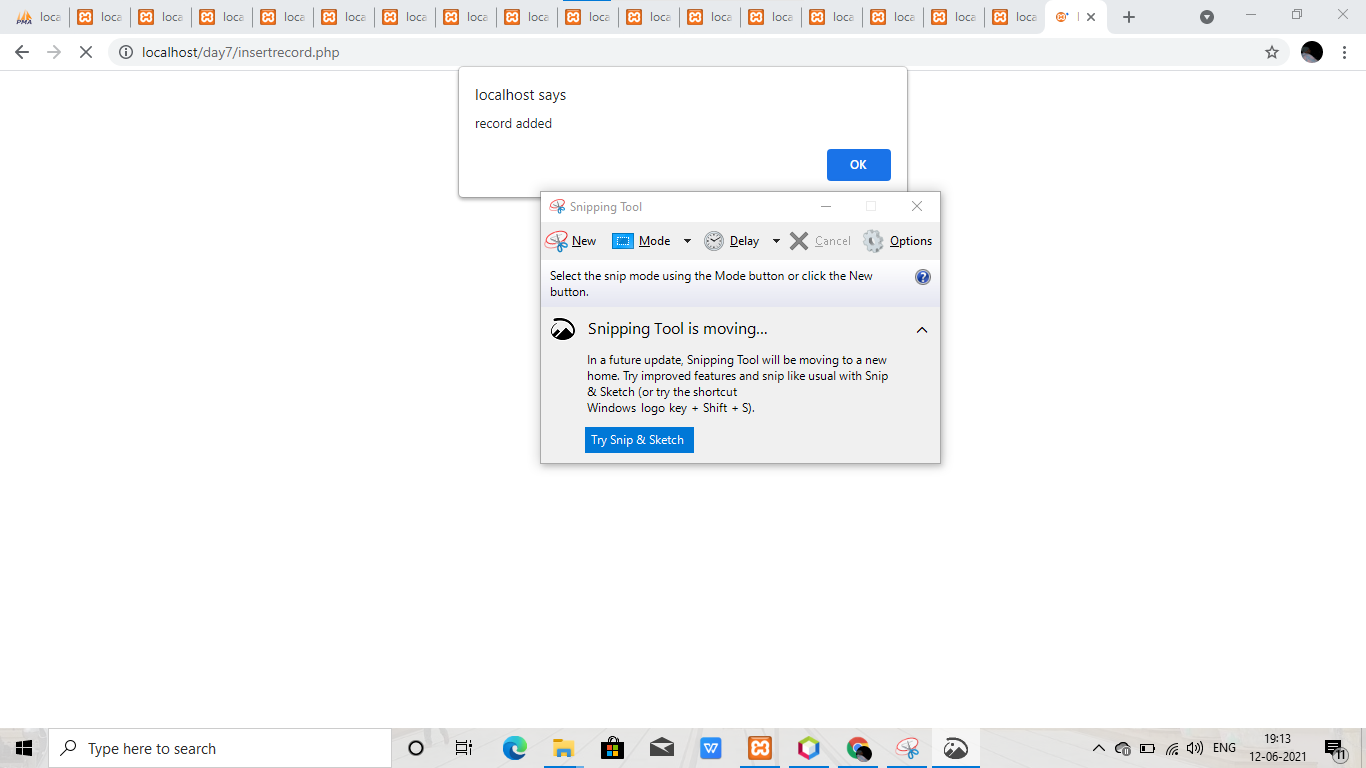 loca loca loca loca loca loca loca loca loca loca loca loca loca loca loca loca loca
localhost/day7/insertrecord.php
localhost says
record added
OK
Snipping Tool
New Mode Delay Cancel Options
Select the snip mode using the Mode button or click the New
button.
Snipping Tool is moving...
In a future update, Snipping Tool will be moving to a new
home. Try improved features and snip like usual with Snip
& Sketch (or try the shortcut
Windows logo key + Shift + S).
Try Snip & Sketch
Type here to search
ENG
19:13
12-06-2021
11